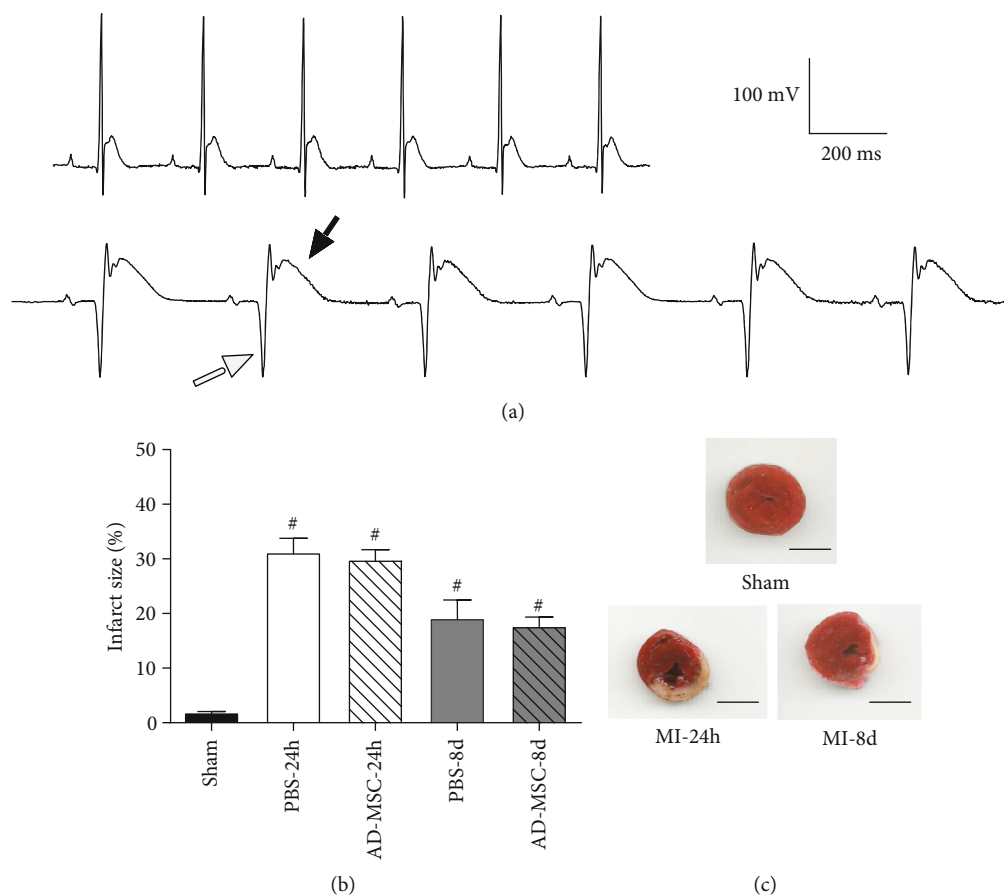 100 mV
200 ms
(a)
50
40
30
20
10
0
Infarct size (%)
#
#
#
#
Sham
PBS-24h
AD-MSC-24h
PBS-8d
AD-MSC-8d
(b)
Sham
MI-24h
MI-8d
(c)